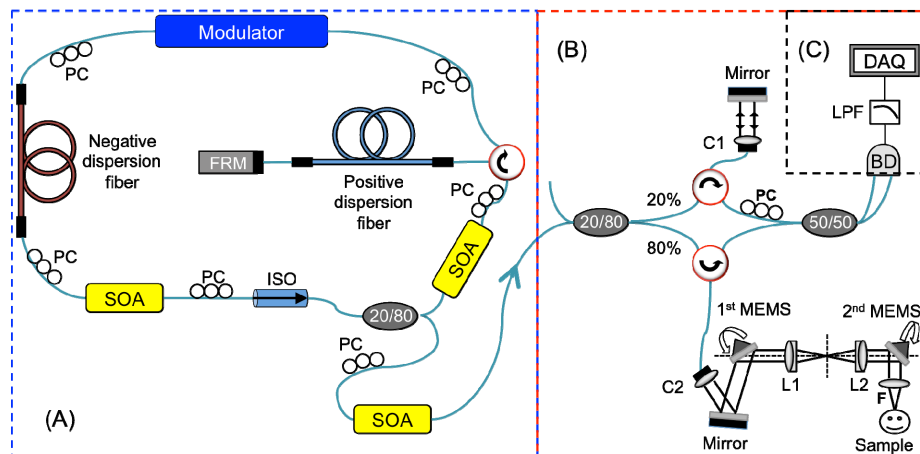 Modulator
PC
PC
Negative
dispersion
fiber
FRM
Positive
dispersion
fiber
PC
SOA
PC
SOA
PC
ISO
20/80
PC
SOA
(A)
(B)
Mirror
C1
20%
PC
20/80
50/50
80%
1st MEMS
2nd MEMS
C2
L1
L2
F
Mirror
Sample
(C)
DAQ
LPF
BD